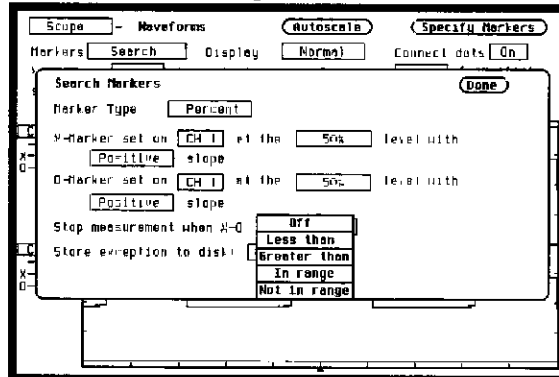 Scope - Waveforms Autoscale Specify Markers
Markers Search Display Normal Connect dots On
Search Markers Done
Marker Type Percent
X-Marker set on CH 1 at the 50% level with
Positive slope
O-Marker set on CH 1 at the 50% level with
Positive slope
Stop measurement when X-O
Off
Less than
Store exception to disk
Greater than
In range
Not in range
X-
O-
X-
O-